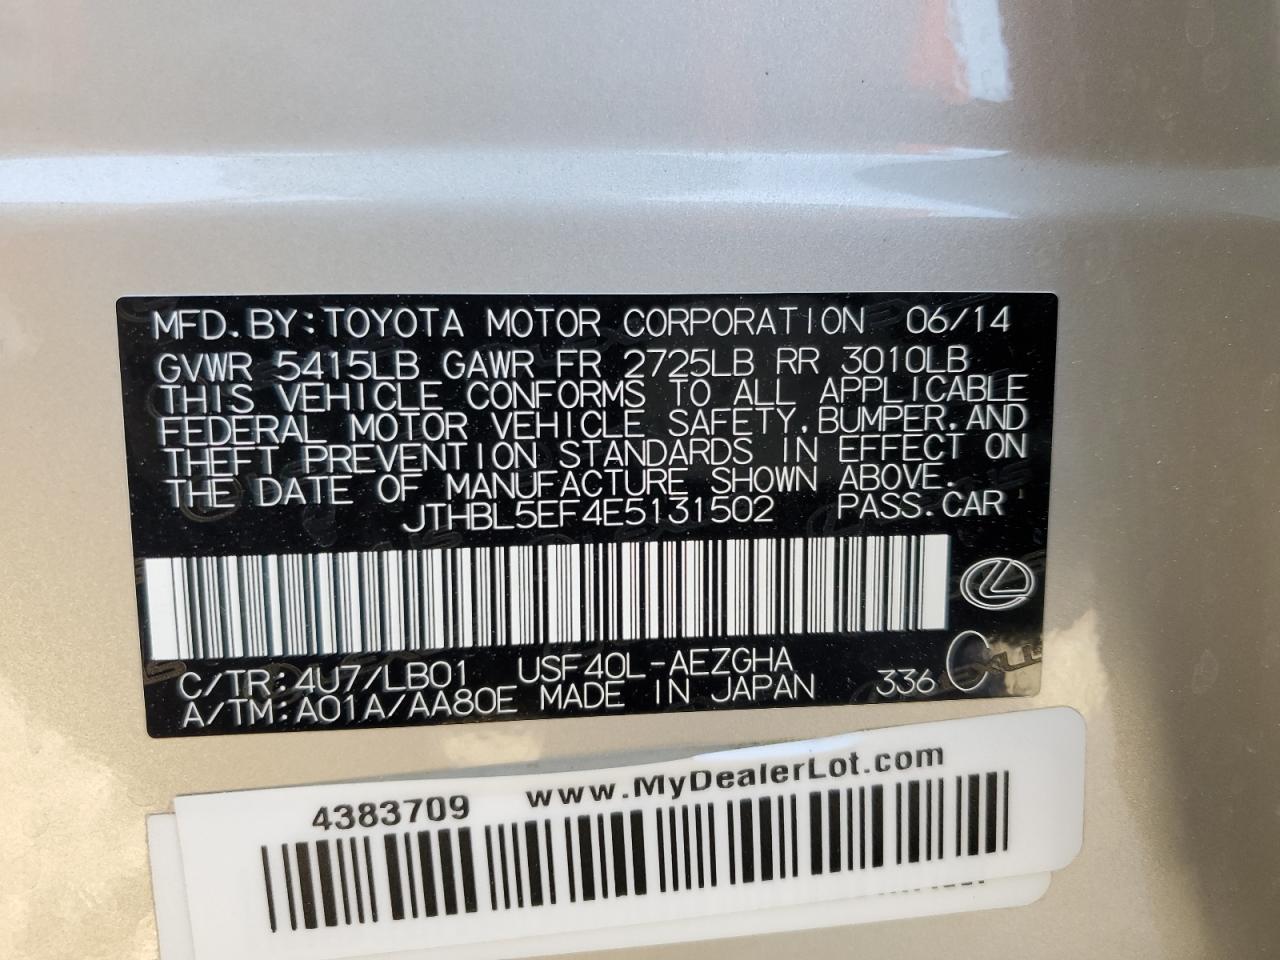 MFD.BY:TOYOTA MOTOR CORPORATION 06/14
GVWR 5415LB GAWR FR 2725LB RR 3010LB
THIS VEHICLE CONFORMS TO ALL APPLICABLE
FEDERAL MOTOR VEHICLE SAFETY,BUMPER,AND
THEFT PREVENTION STANDARDS IN EFFECT ON
THE DATE OF MANUFACTURE SHOWN ABOVE.
JTHBL5EF4E5131502 PASS.CAR
C/TR:4U7/LB01 USF40L-AEZGHA
A/TM:A01A/AA80E MADE IN JAPAN 336
4383709 www.MyDealerLot.com